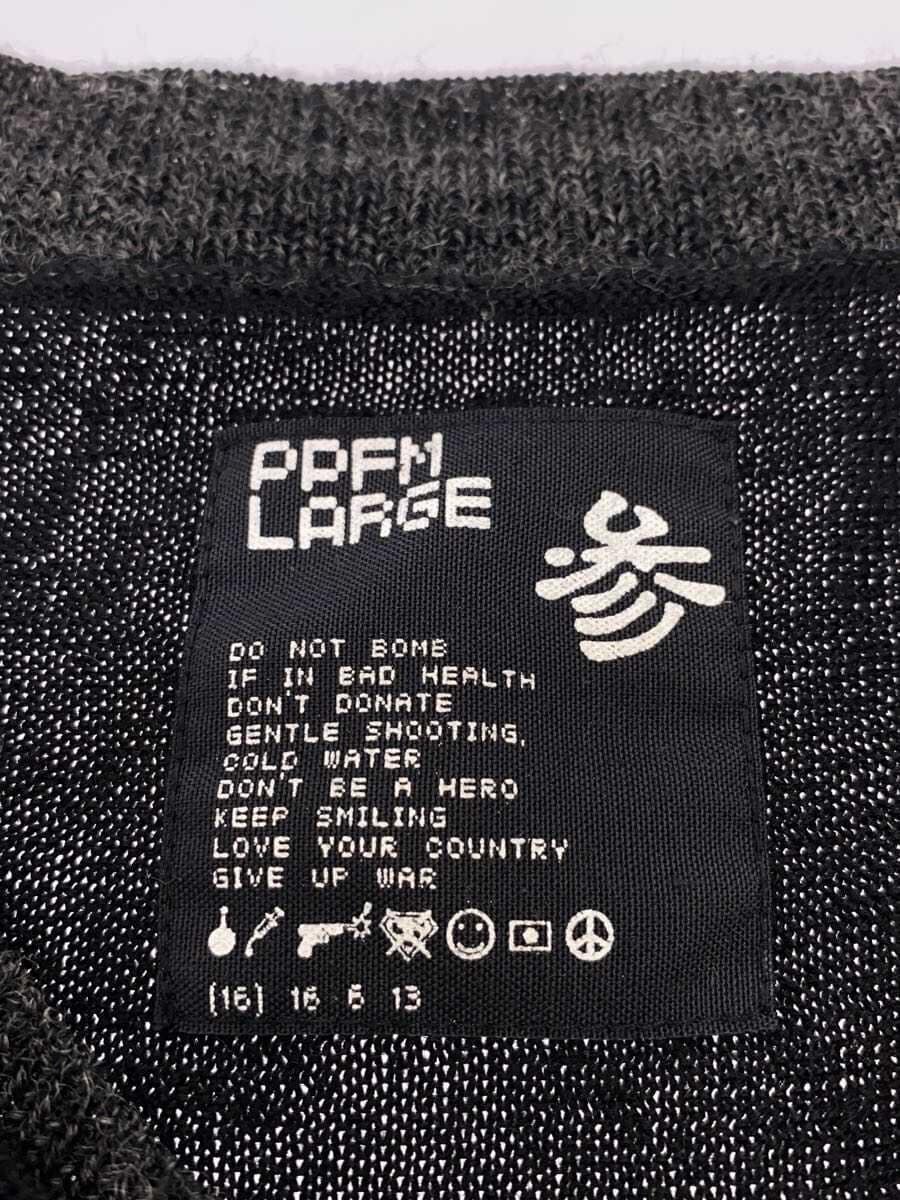 PPFM
LARGE
参
DO NOT BOMB
IF IN BAD HEALTH
DON'T DONATE
GENTLE SHOOTING,
COLD WATER
DON'T BE A HERO
KEEP SMILING
LOVE YOUR COUNTRY
GIVE UP WAR
(16) 16 6 13